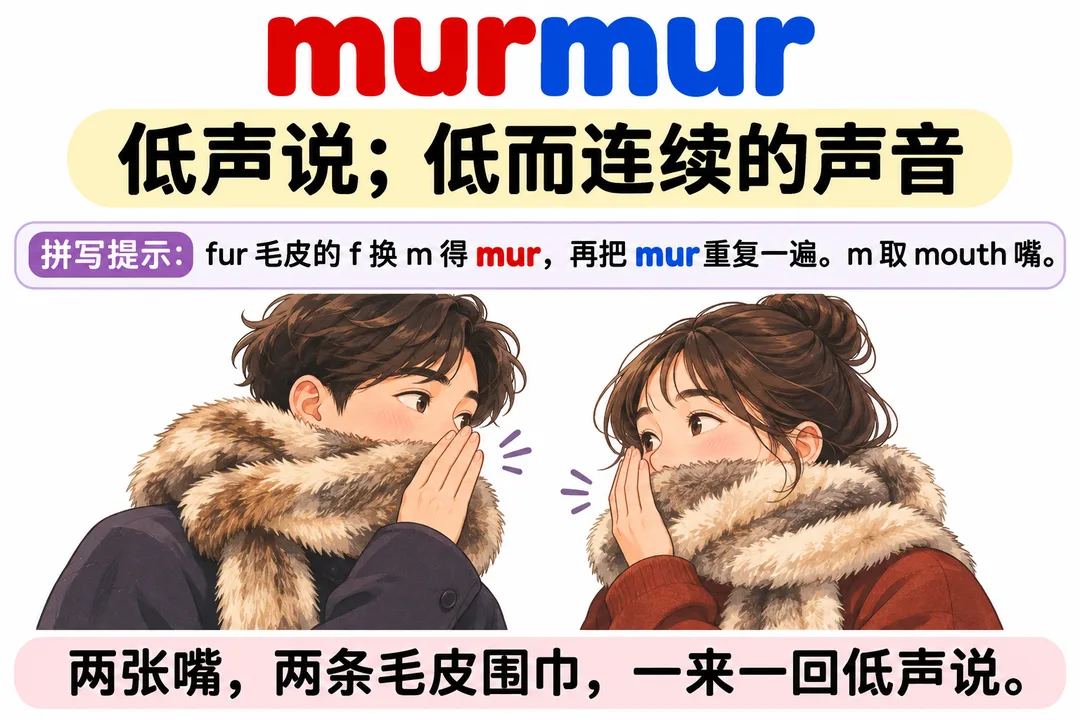 murmur
低声说；低而连续的声音
拼写提示： fur 毛皮的 f 换 m 得 mur，再把 mur 重复一遍。m 取 mouth 嘴。
两张嘴，两条毛皮围巾，一来一回低声说。